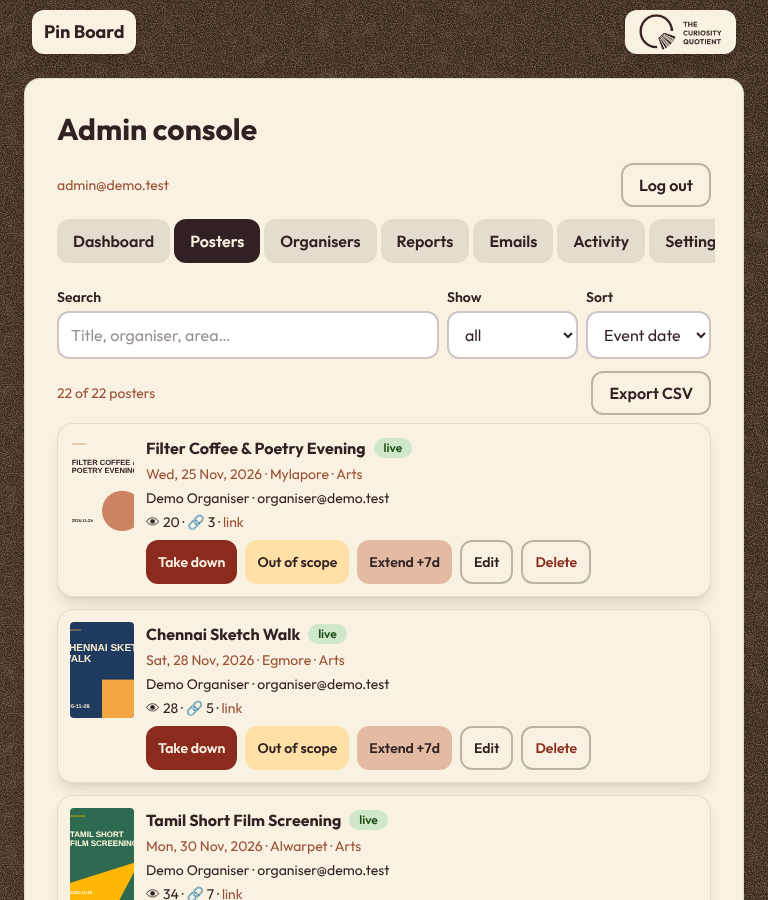 Pin Board
THE
CURIOSITY
QUOTIENT
Admin console
admin@demo.test
Log out
Dashboard
Posters
Organisers
Reports
Emails
Activity
Setting
Search
Show
Sort
Title, organiser, area...
all
Event date
22 of 22 posters
Export CSV
FILTER COFFEE &
POETRY EVENING
2026-11-25
Filter Coffee & Poetry Evening live
Wed, 25 Nov, 2026 · Mylapore · Arts
Demo Organiser · organiser@demo.test
👁 20 · 🔗 3 · link
Take down
Out of scope
Extend +7d
Edit
Delete
HENNAI SKET
ALK
6-11-28
Chennai Sketch Walk live
Sat, 28 Nov, 2026 · Egmore · Arts
Demo Organiser · organiser@demo.test
👁 28 · 🔗 5 · link
Take down
Out of scope
Extend +7d
Edit
Delete
TAMIL SHORT
FILM SCREENING
Tamil Short Film Screening live
Mon, 30 Nov, 2026 · Alwarpet · Arts
Demo Organiser · organiser@demo.test
👁 34 · 🔗 7 · link